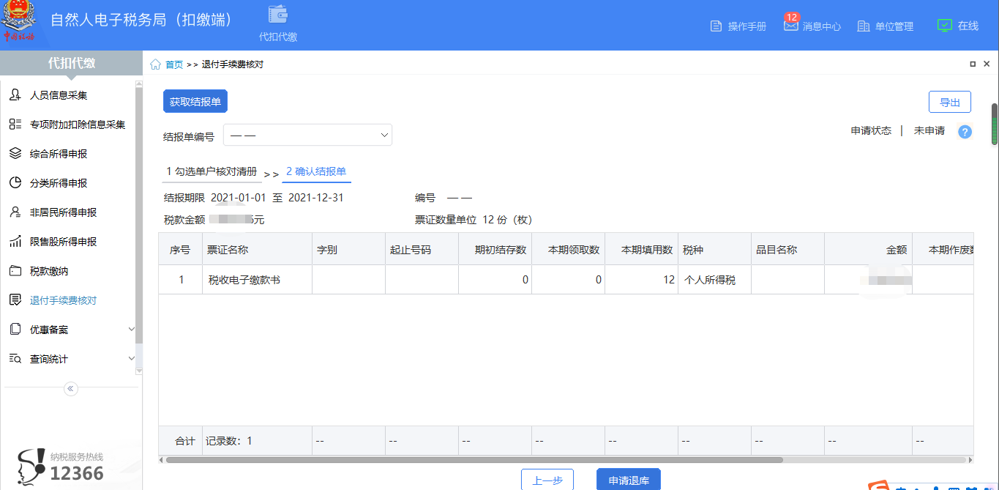 自然人电子税务局（扣缴端）
代扣代缴
操作手册
12
消息中心
单位管理
在线
代扣代缴
首页 >> 退付手续费核对
人员信息采集
专项附加扣除信息采集
综合所得申报
分类所得申报
非居民所得申报
限售股所得申报
税款缴纳
退付手续费核对
优惠备案
查询统计
纳税服务热线
12366
获取结报单
导出
结报单编号 — —
申请状态 | 未申请 ?
1 勾选单户核对清册 >> 2 确认结报单
结报期限 2021-01-01 至 2021-12-31 编号 — —
税款金额 元 票证数量单位 12 份（枚）
序号 票证名称 字别 起止号码 期初结存数 本期领取数 本期填用数 税种 品目名称 金额 本期作废数
1 税收电子缴款书 0 0 12 个人所得税
合计 记录数：1 -- -- -- -- -- -- -- -- --
上一步 申请退库